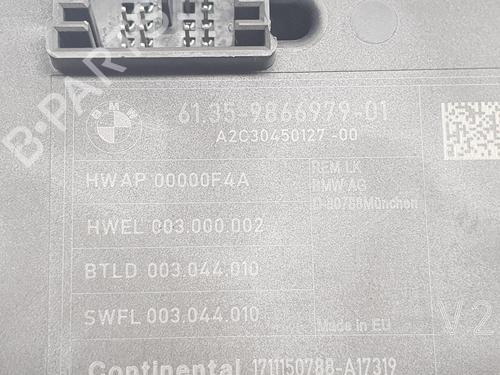 BMW
61.35-9866979-01
A2C30450127-00
HWAP 00000F4A
HWEL 003.000.002
BTLD 003.044.010
SWFL 003.044.010
REM LK
BMW AG
D-80788München
Made in EU
V2
Continental 1711150788-A17319
B-PARTS